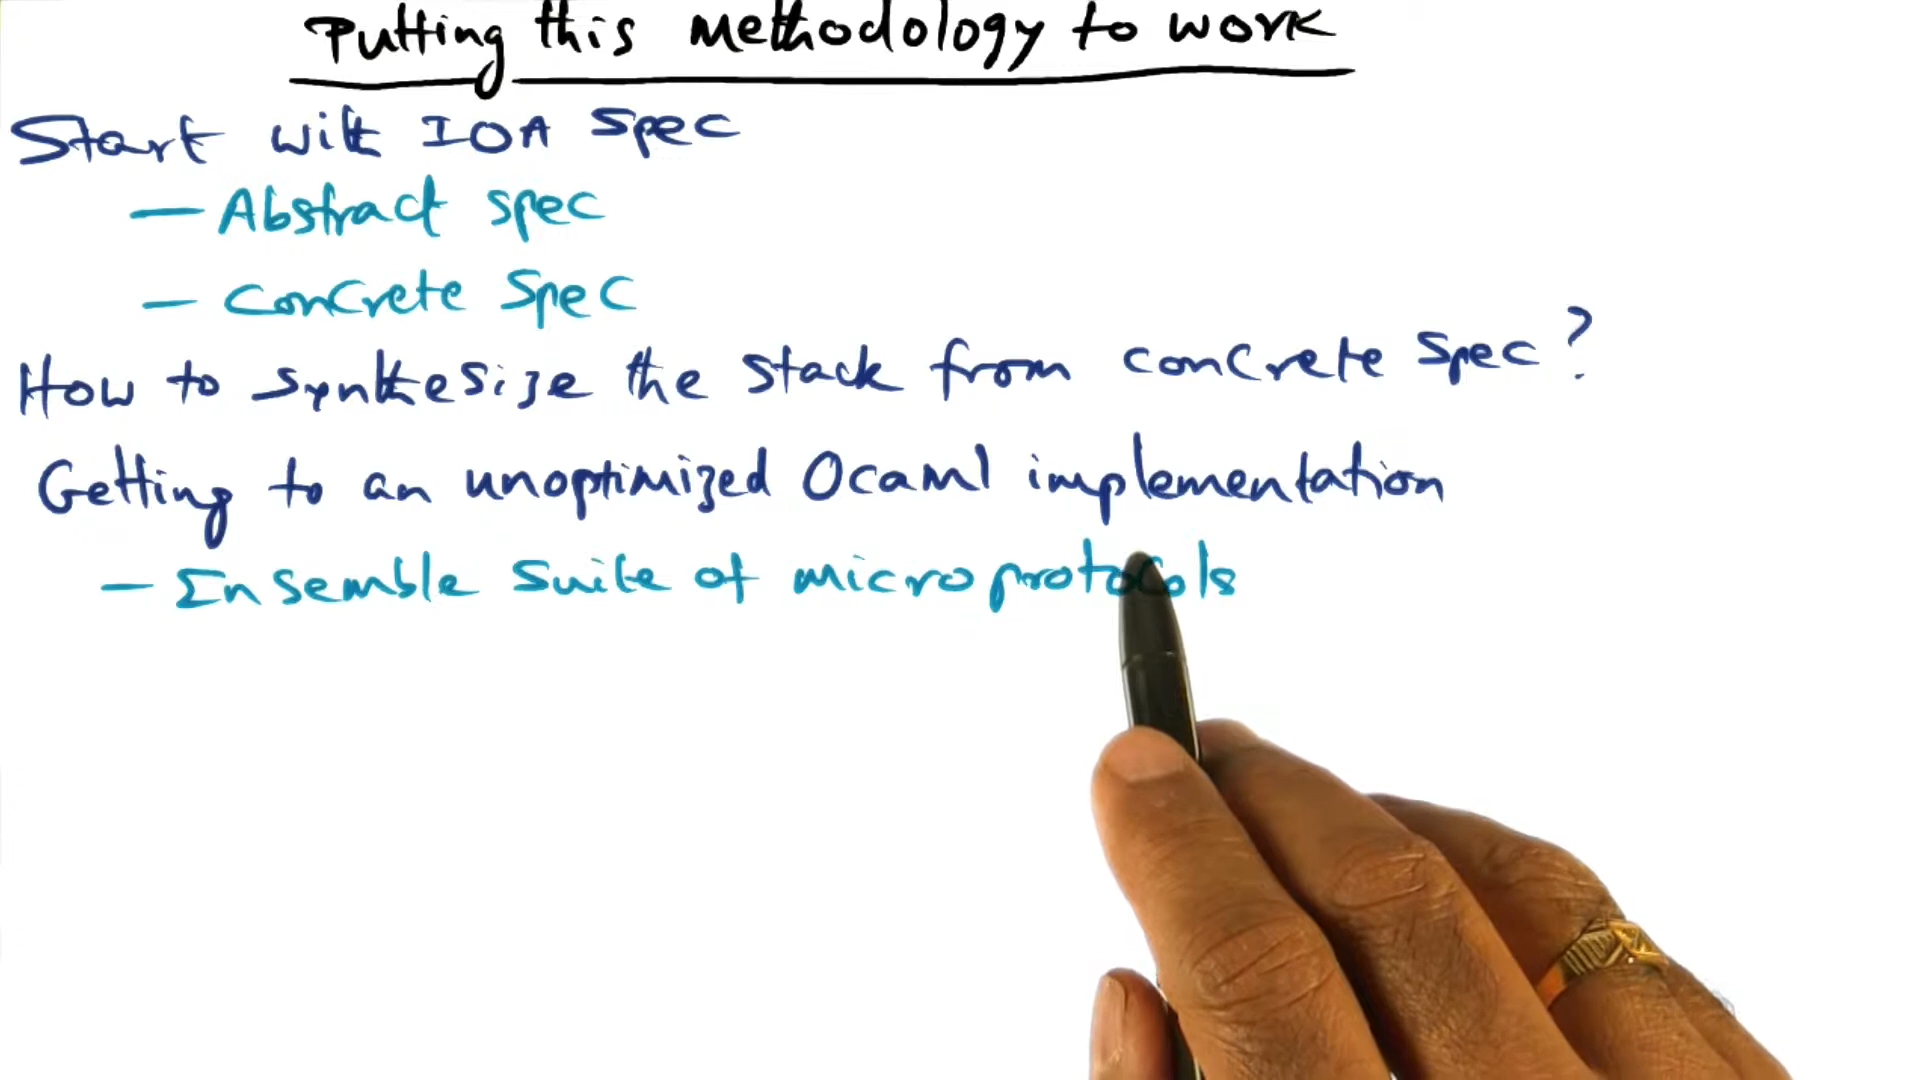 Putting this methodology to work
Start with IOA spec
— Abstract spec
— Concrete Spec
How to synthesize the stack from concrete spec?
Getting to an unoptimized Ocaml implementation
— Ensemble suite of microprotocols